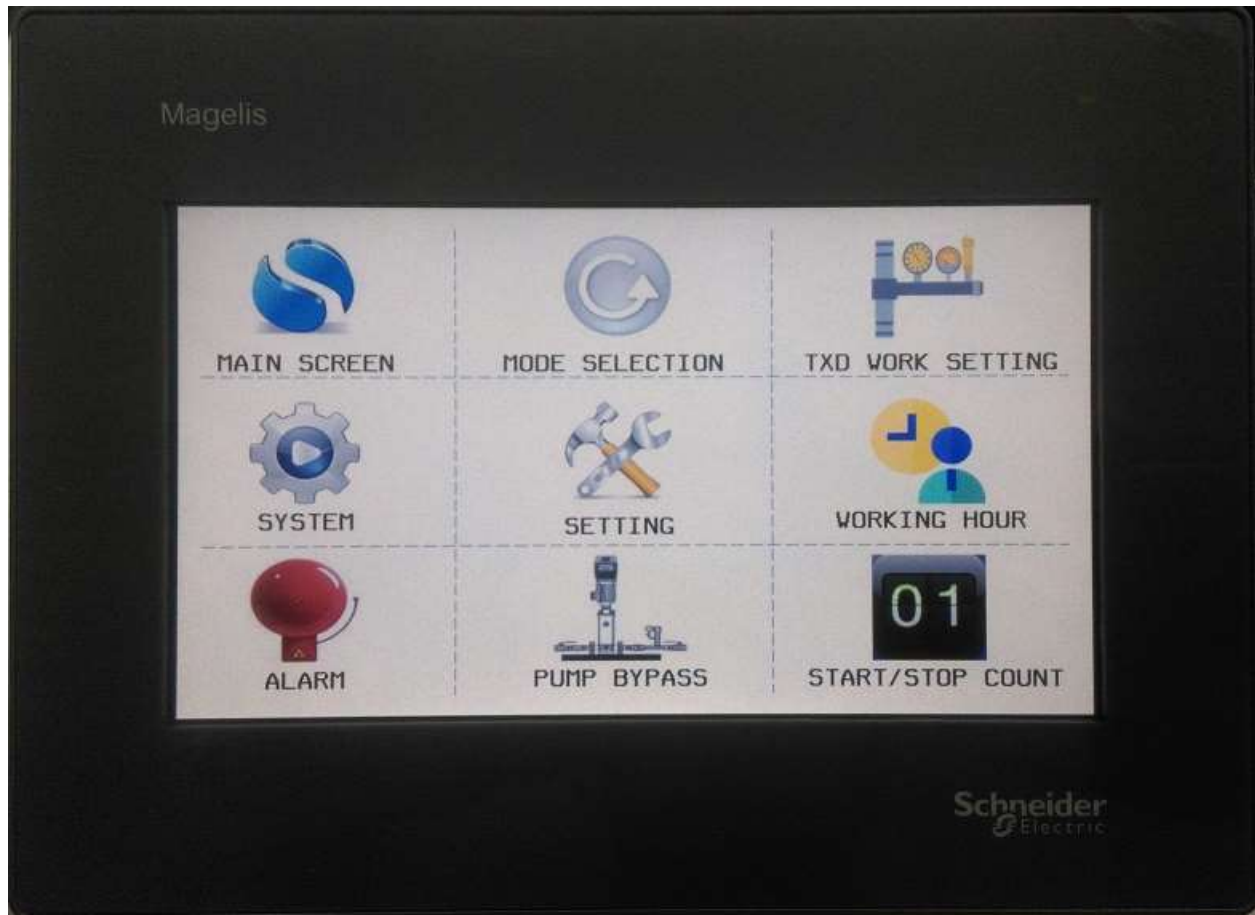 Magelis
MAIN SCREEN
MODE SELECTION
TXD WORK SETTING
SYSTEM
SETTING
WORKING HOUR
01
ALARM
PUMP BYPASS
START/STOP COUNT
Schneider
Electric